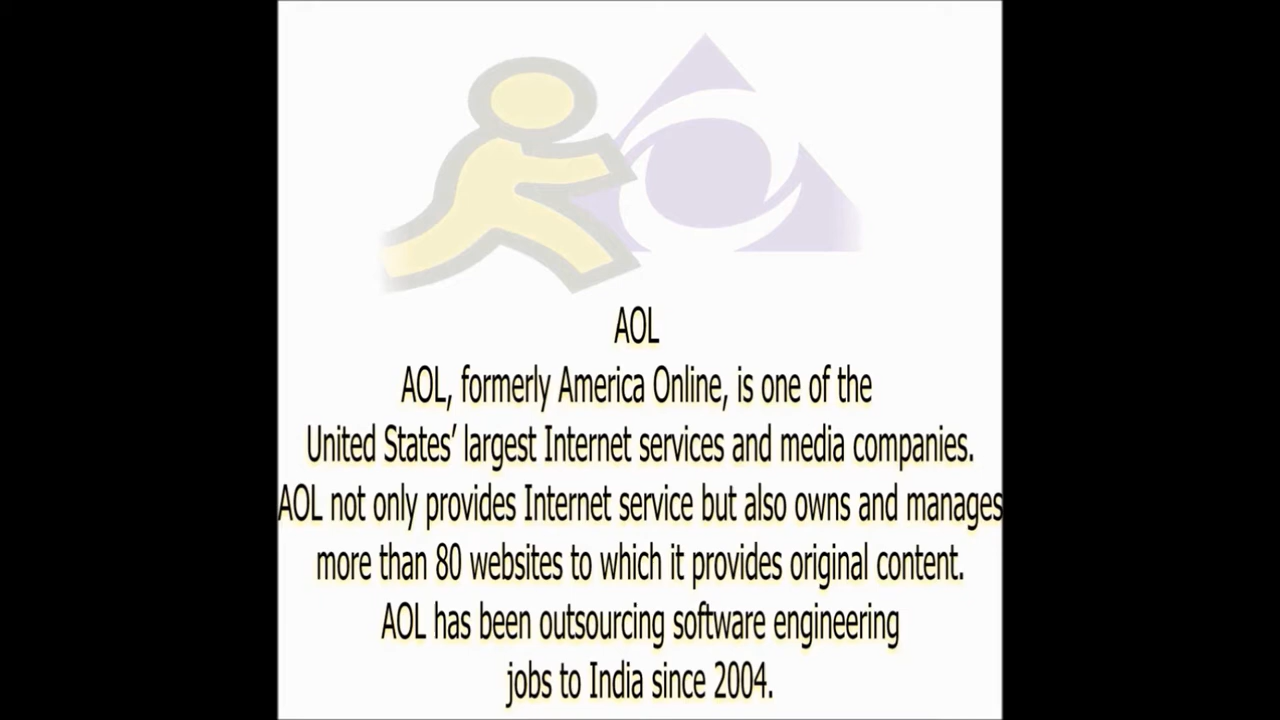 AOL
AOL, formerly America Online, is one of the
United States’ largest Internet services and media companies.
AOL not only provides Internet service but also owns and manages
more than 80 websites to which it provides original content.
AOL has been outsourcing software engineering
jobs to India since 2004.